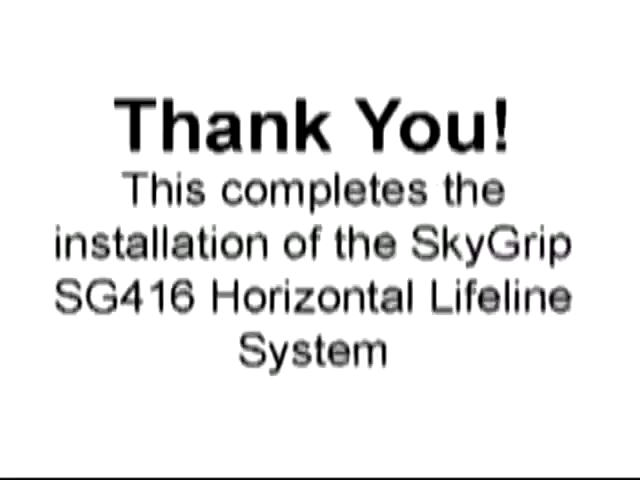 Thank You!
This completes the
installation of the SkyGrip
SG416 Horizontal Lifeline
System